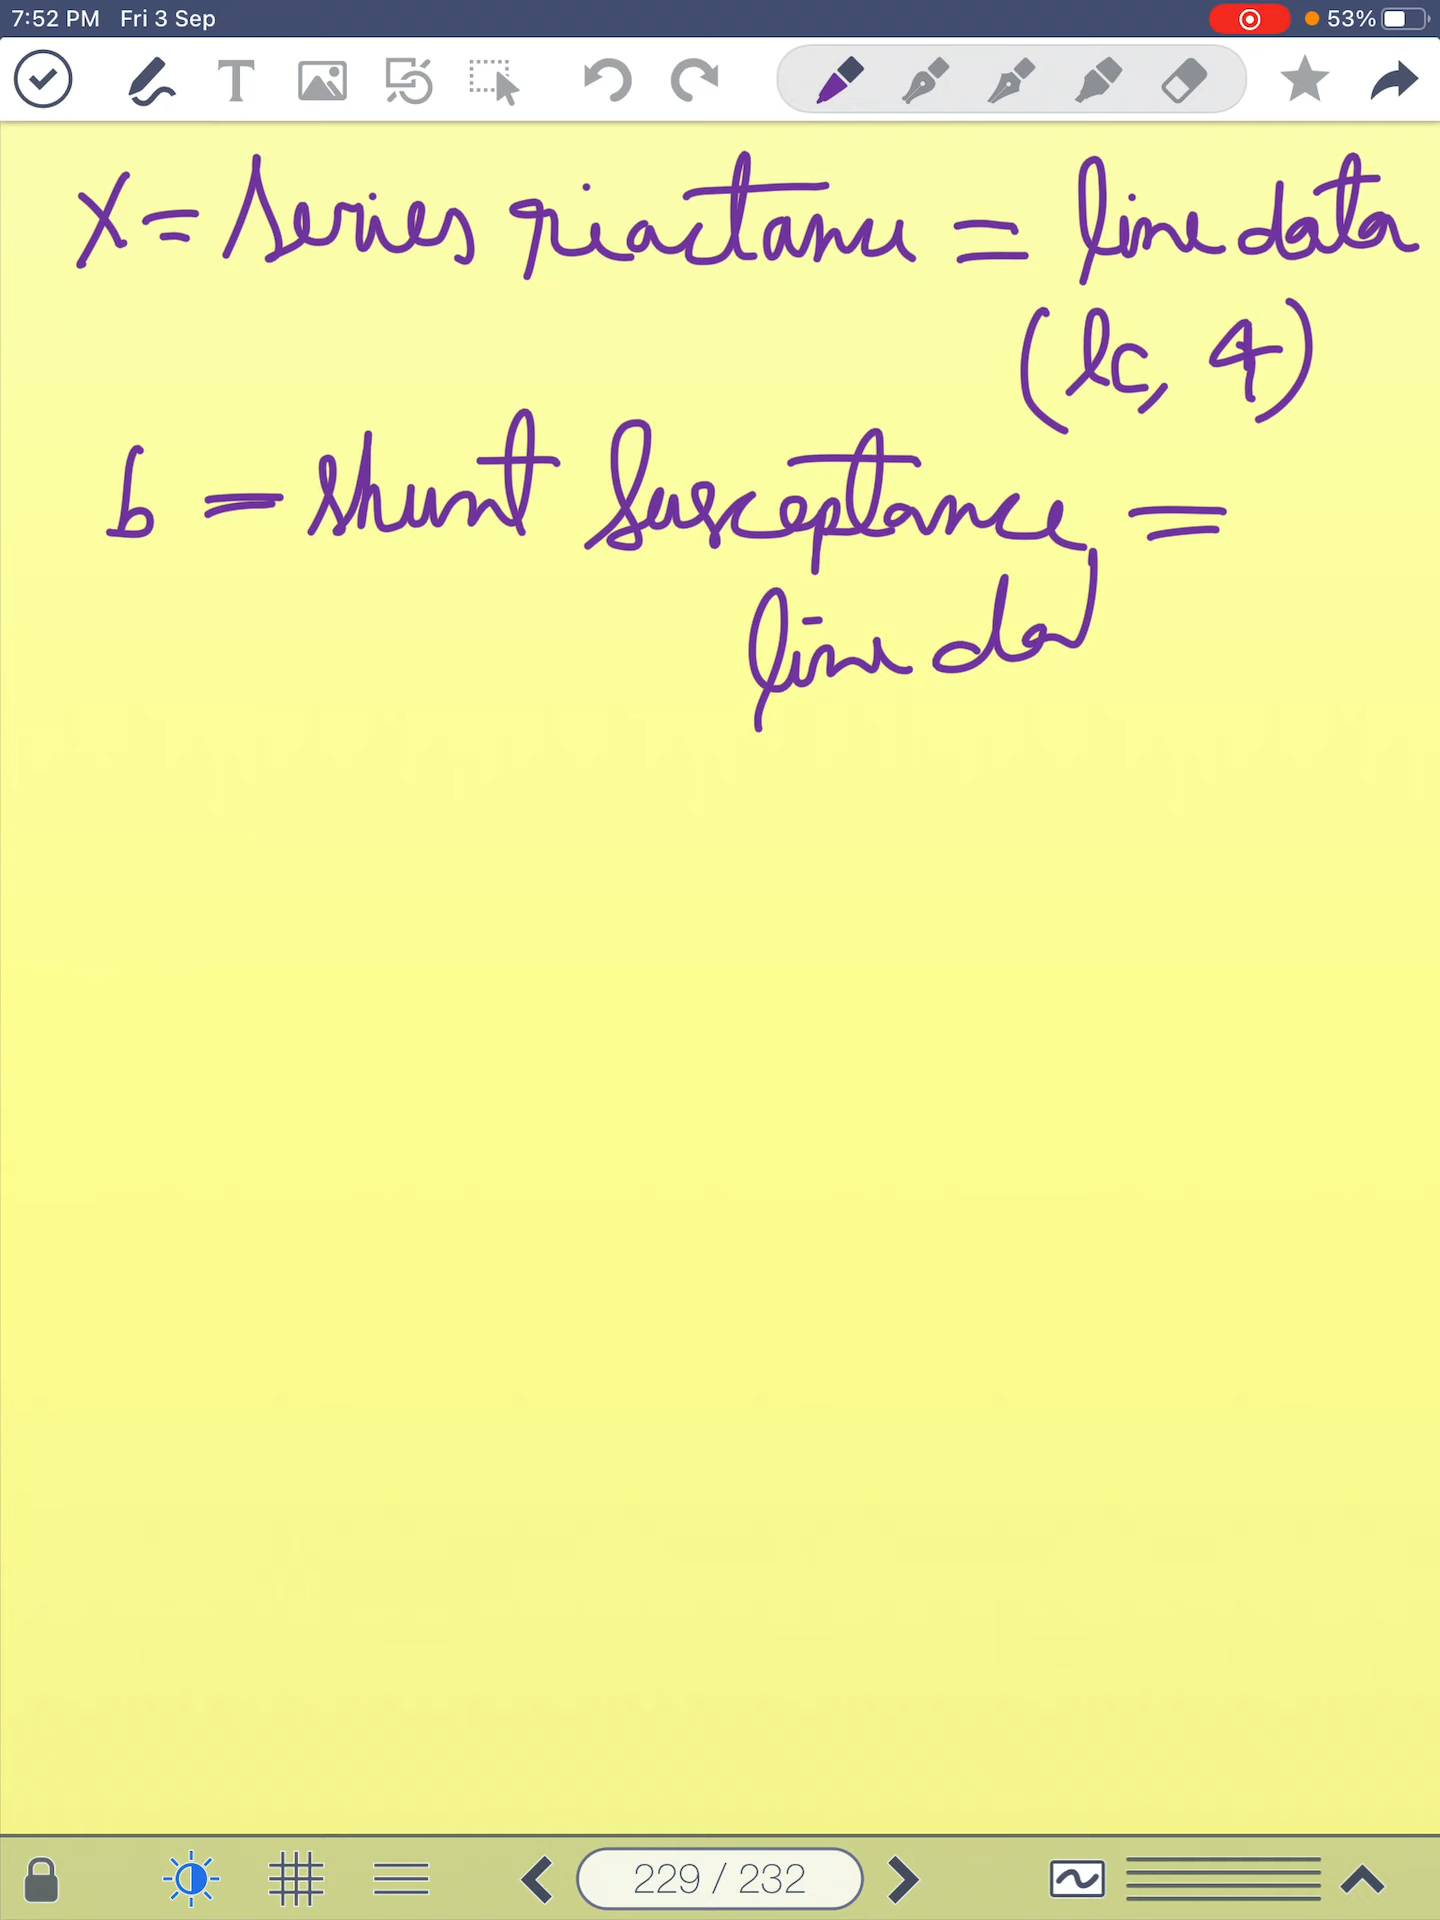 7:52 PM Fri 3 Sep 53%
T
X = Series reactance = line data
(lc, 4)
b = shunt Susceptance =
line da
229 / 232